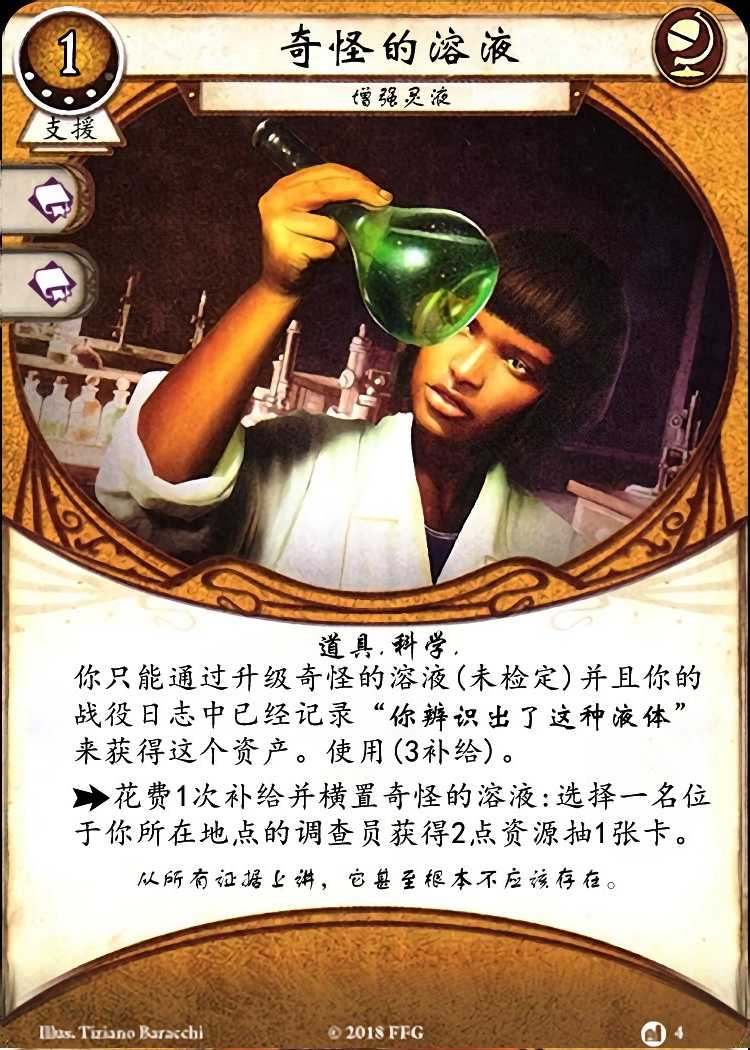 1
奇怪的溶液
增强灵液
支援
道具.科学.
你只能通过升级奇怪的溶液(未检定)并且你的
战役日志中已经记录“你辨识出了这种液体”
来获得这个资产。使用(3补给)。
花费1次补给并横置奇怪的溶液:选择一名位
于你所在地点的调查员获得2点资源抽1张卡。
从所有证据上讲，它甚至根本不应该存在。
Illus. Tiziano Baracchi
© 2018 FFG
4